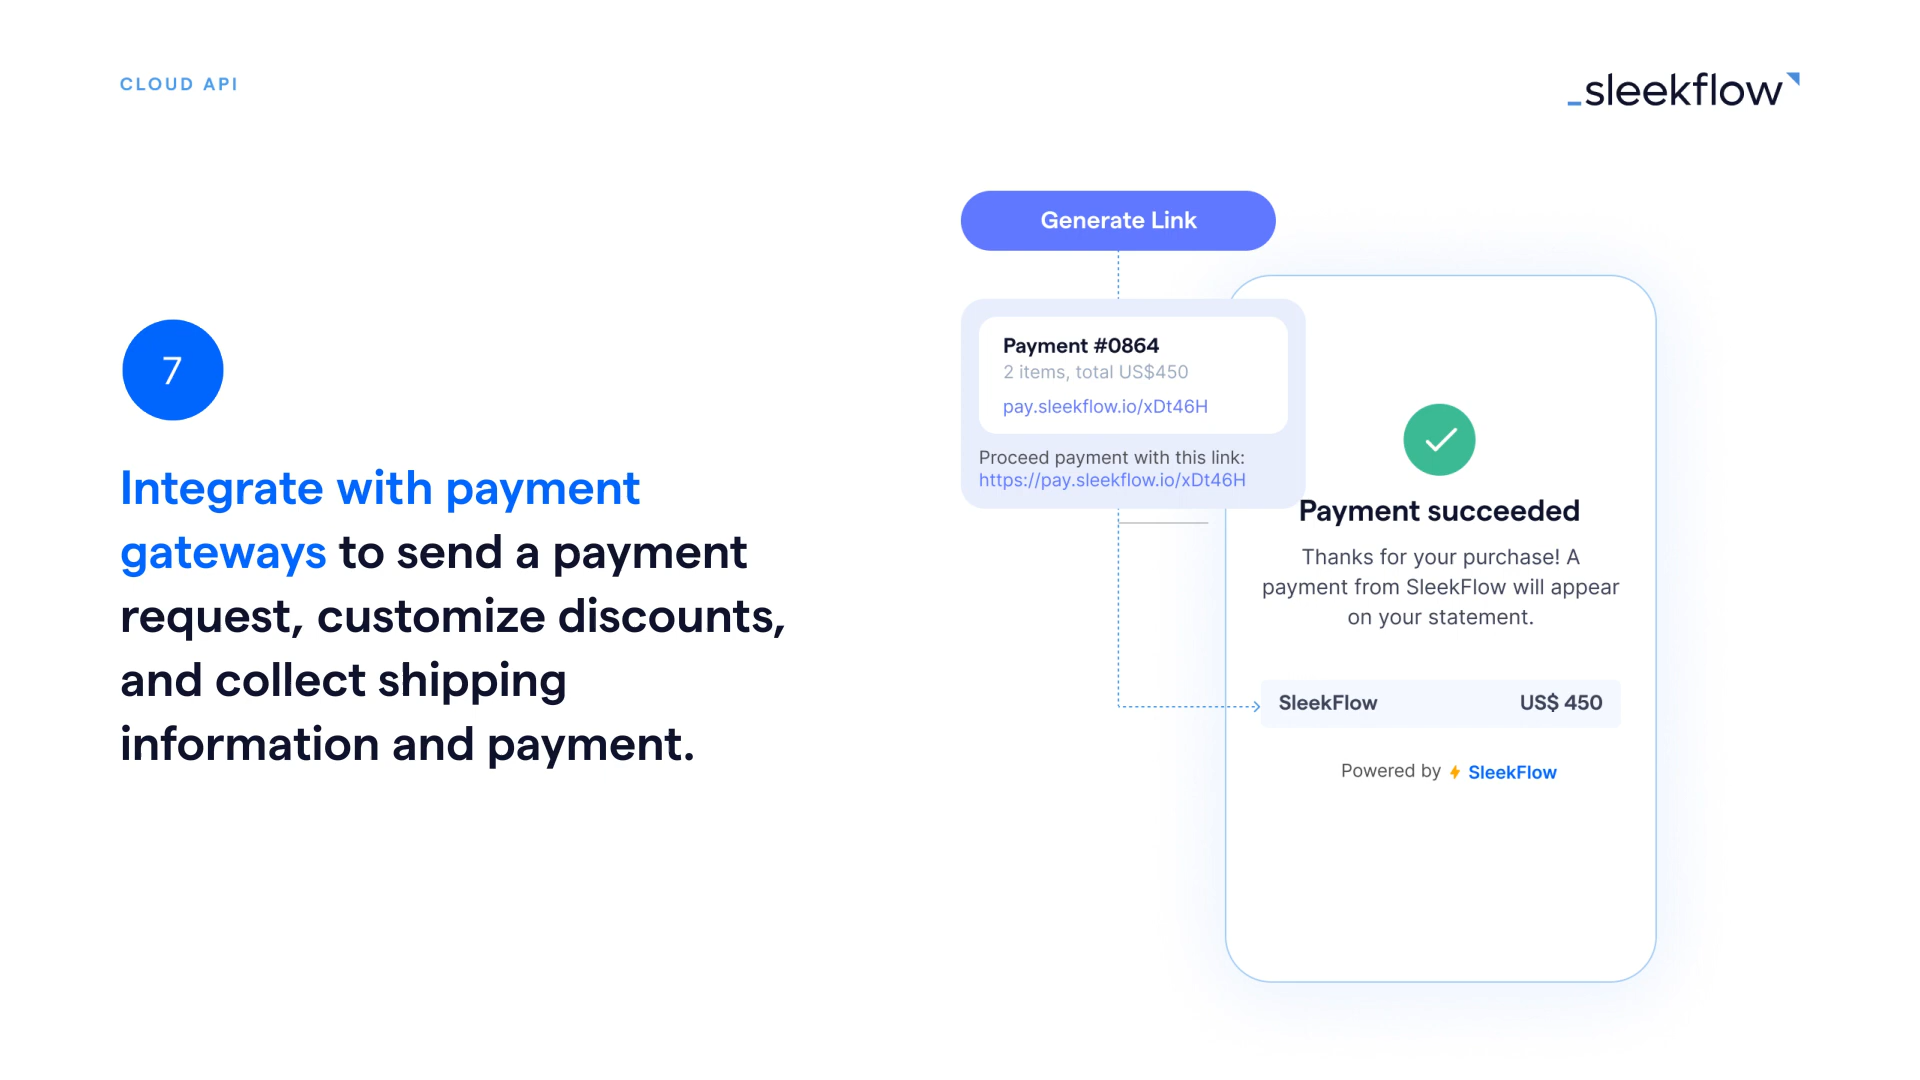 CLOUD API
_sleekflow
7
Integrate with payment
gateways to send a payment
request, customize discounts,
and collect shipping
information and payment.
Generate Link
Payment #0864
2 items, total US$450
pay.sleekflow.io/xDt46H
Proceed payment with this link:
https://pay.sleekflow.io/xDt46H
Payment succeeded
Thanks for your purchase! A
payment from SleekFlow will appear
on your statement.
SleekFlow US$ 450
Powered by SleekFlow